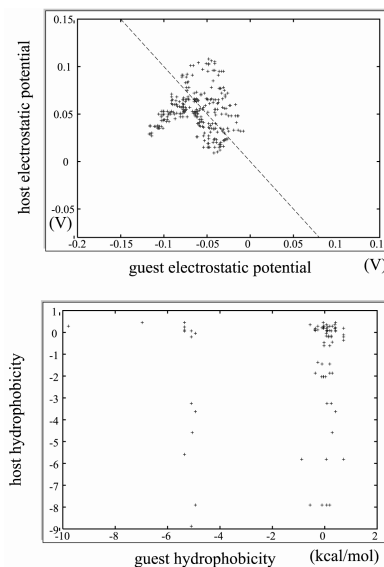 0.15
0.1
0.05
0
-0.05
(V)
host electrostatic potential
-0.2 -0.15 -0.1 -0.05 0 0.05 0.1
guest electrostatic potential (V)
1
0
-1
-2
-3
-4
-5
-6
-7
-8
-9
host hydrophobicity
-10 -8 -6 -4 -2 0 2
guest hydrophobicity (kcal/mol)